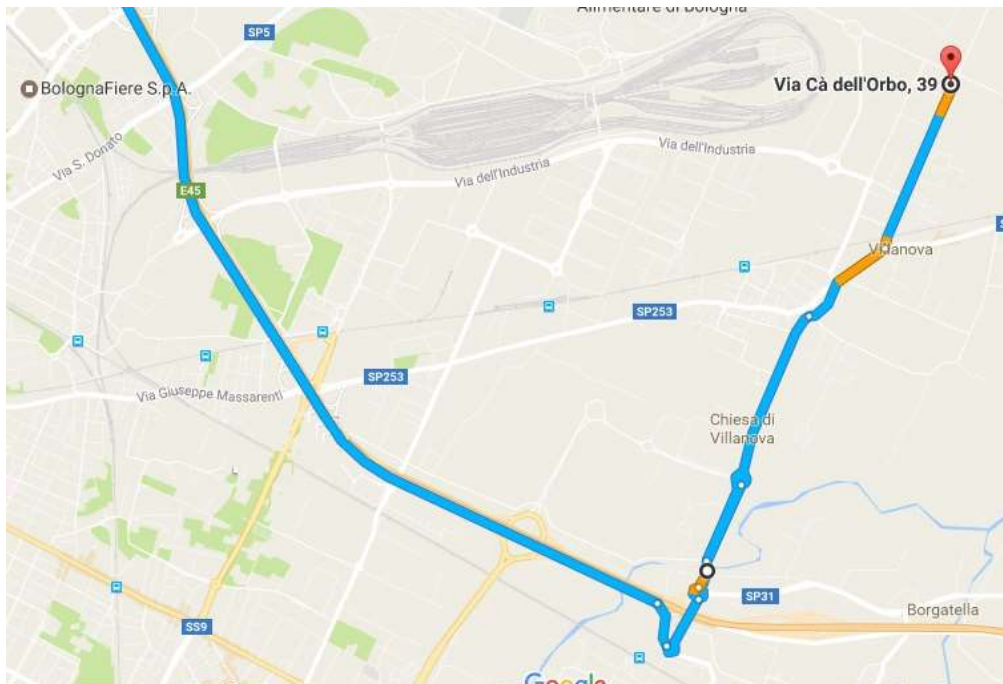 Alimentare di Bologna
SP5
BolognaFiere S.p.A.
Via Cà dell'Orbo, 39
Via S. Donato
Via dell'Industria
Via dell'Industria
E45
Villanova
SP253
SP253
Via Giuseppe Massarenti
Chiesa di
Villanova
SP31
Borgatella
SS9
Google